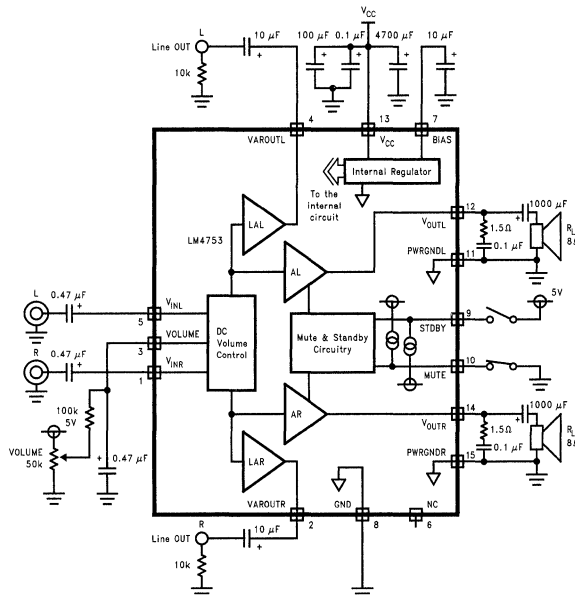 VCC
L
10 μF
100 μF
0.1 μF
4700 μF
10 μF
Line OUT
10k
4
13
7
VAROUTL
VCC
BIAS
Internal Regulator
To the
internal
circuit
LAL
LM4753
12
1000 μF
VOUTL
1.5Ω
0.1 μF
RL
8Ω
AL
PWRGNDL
11
L
0.47 μF
VINL
5
5V
STDBY
9
VOLUME
3
DC
Volume
Control
Mute & Standby
Circuitry
R
0.47 μF
VINR
1
10
MUTE
100k
5V
VOLUME
50k
0.47 μF
AR
14
1000 μF
VOUTR
1.5Ω
0.1 μF
RL
8Ω
LAR
PWRGNDR
15
VAROUTR
GND
NC
2
8
6
R
10 μF
Line OUT
10k